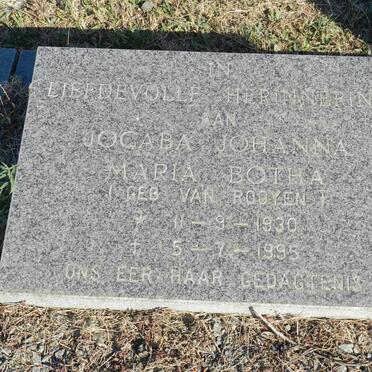 IN
LIEFDEVOLLE HERINNERIN
AAN
JOCABA JOHANNA
MARIA BOTHA
( GEB VAN ROOYEN )
* 11 - 9 - 1930
† 5 - 7 - 1995
ONS EER HAAR GEDAGTENIS